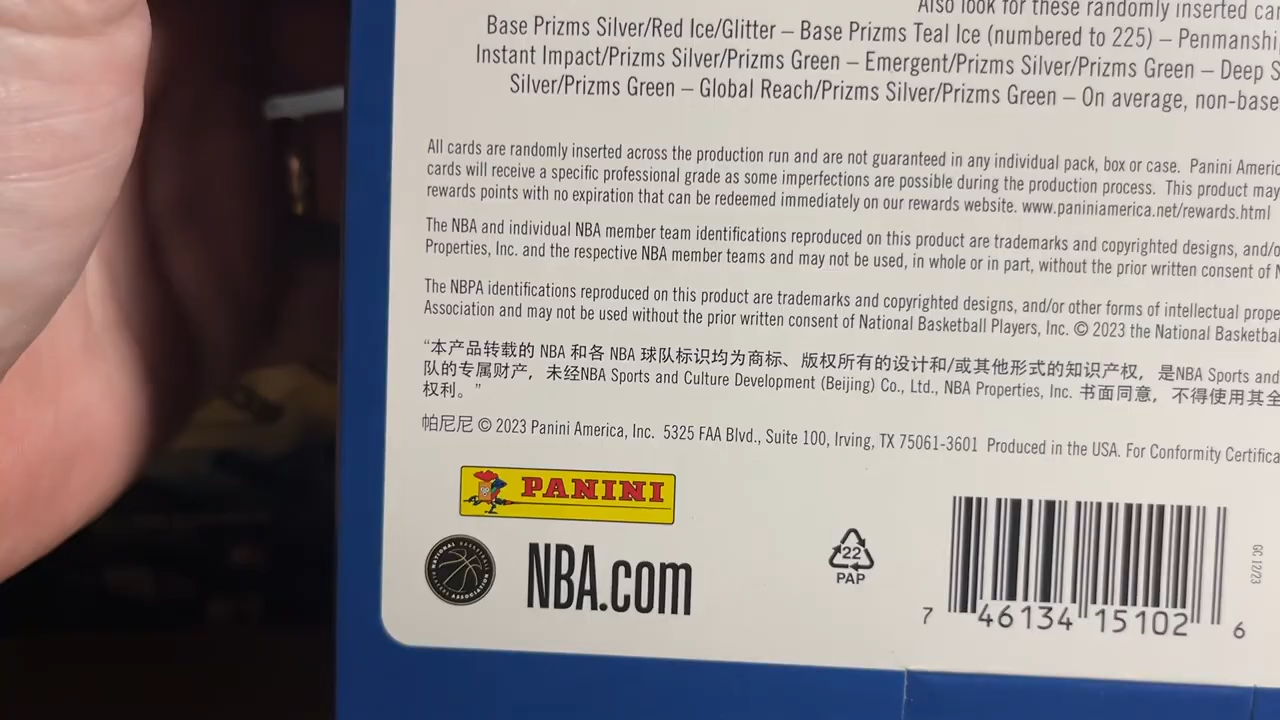 Also look for these randomly inserted
Base Prizms Silver/Red Ice/Glitter – Base Prizms Teal Ice (numbered to 225) –
Instant Impact/Prizms Silver/Prizms Green – Emergent/Prizms Silver/Prizms Green – Deep
Silver/Prizms Green – Global Reach/Prizms Silver/Prizms Green – On average, non-base
All cards are randomly inserted across the production run and are not guaranteed in any individual pack, box or case. Panini
cards will receive a specific professional grade as some imperfections are possible during the production process. This product may
rewards points with no expiration that can be redeemed immediately on our rewards website. www.paniniamerica.net/rewards.html
The NBA and individual NBA member team identifications reproduced on this product are trademarks and copyrighted designs,
Properties, Inc. and the respective NBA member teams and may not be used, in whole or in part, without the prior written consent of
The NBPA identifications reproduced on this product are trademarks and copyrighted designs, and/or other forms of intellectual
Association and may not be used without the prior written consent of National Basketball Players, Inc. © 2023 the National
“本产品转载的 NBA 和各 NBA 球队标识均为商标、版权所有的设计和/或其他形式的知识产权，是NBA Sports and
队的专属财产，未经NBA Sports and Culture Development (Beijing) Co., Ltd., NBA Properties, Inc. 书面同意，不得使用其全
权利。”
帕尼尼 © 2023 Panini America, Inc. 5325 FAA Blvd., Suite 100, Irving, TX 75061-3601 Produced in the USA. For Conformity
PANINI
NATIONAL BASKETBALL PLAYERS ASSOCIATION
NBA.com
22
PAP
7 46134 15102 6
GC 12/23